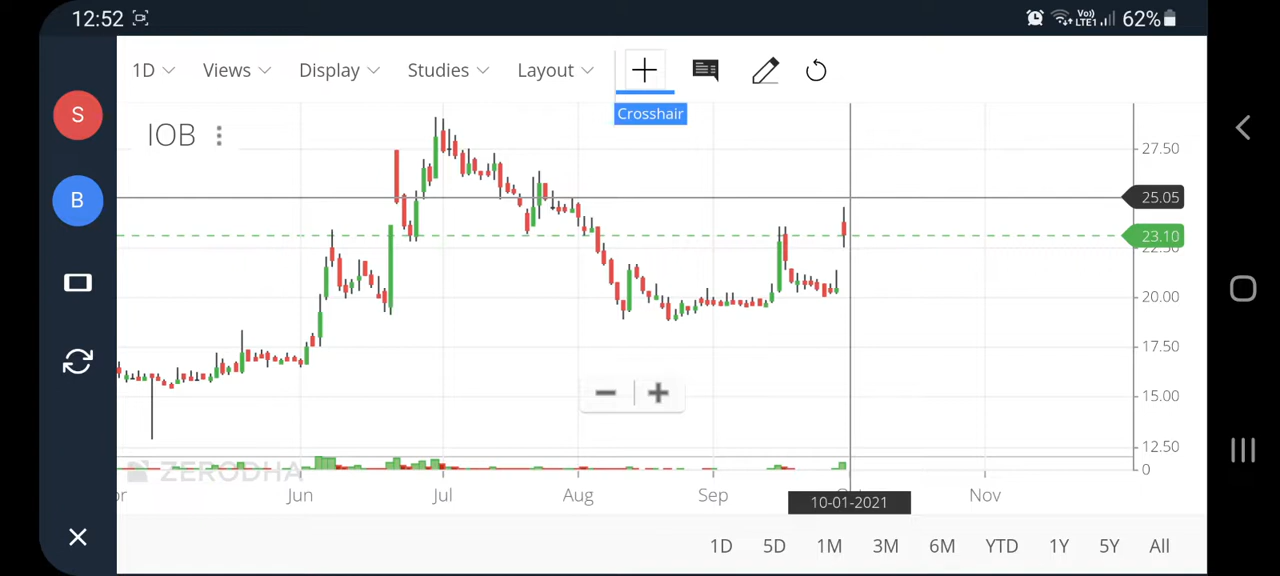 12:52 Vo) LTE1 62%
1D Views Display Studies Layout
Crosshair
S
IOB
27.50
B
25.05
23.10
20.00
17.50
15.00
12.50
ZERODHA
0
Jun Jul Aug Sep Nov
10-01-2021
1D 5D 1M 3M 6M YTD 1Y 5Y All